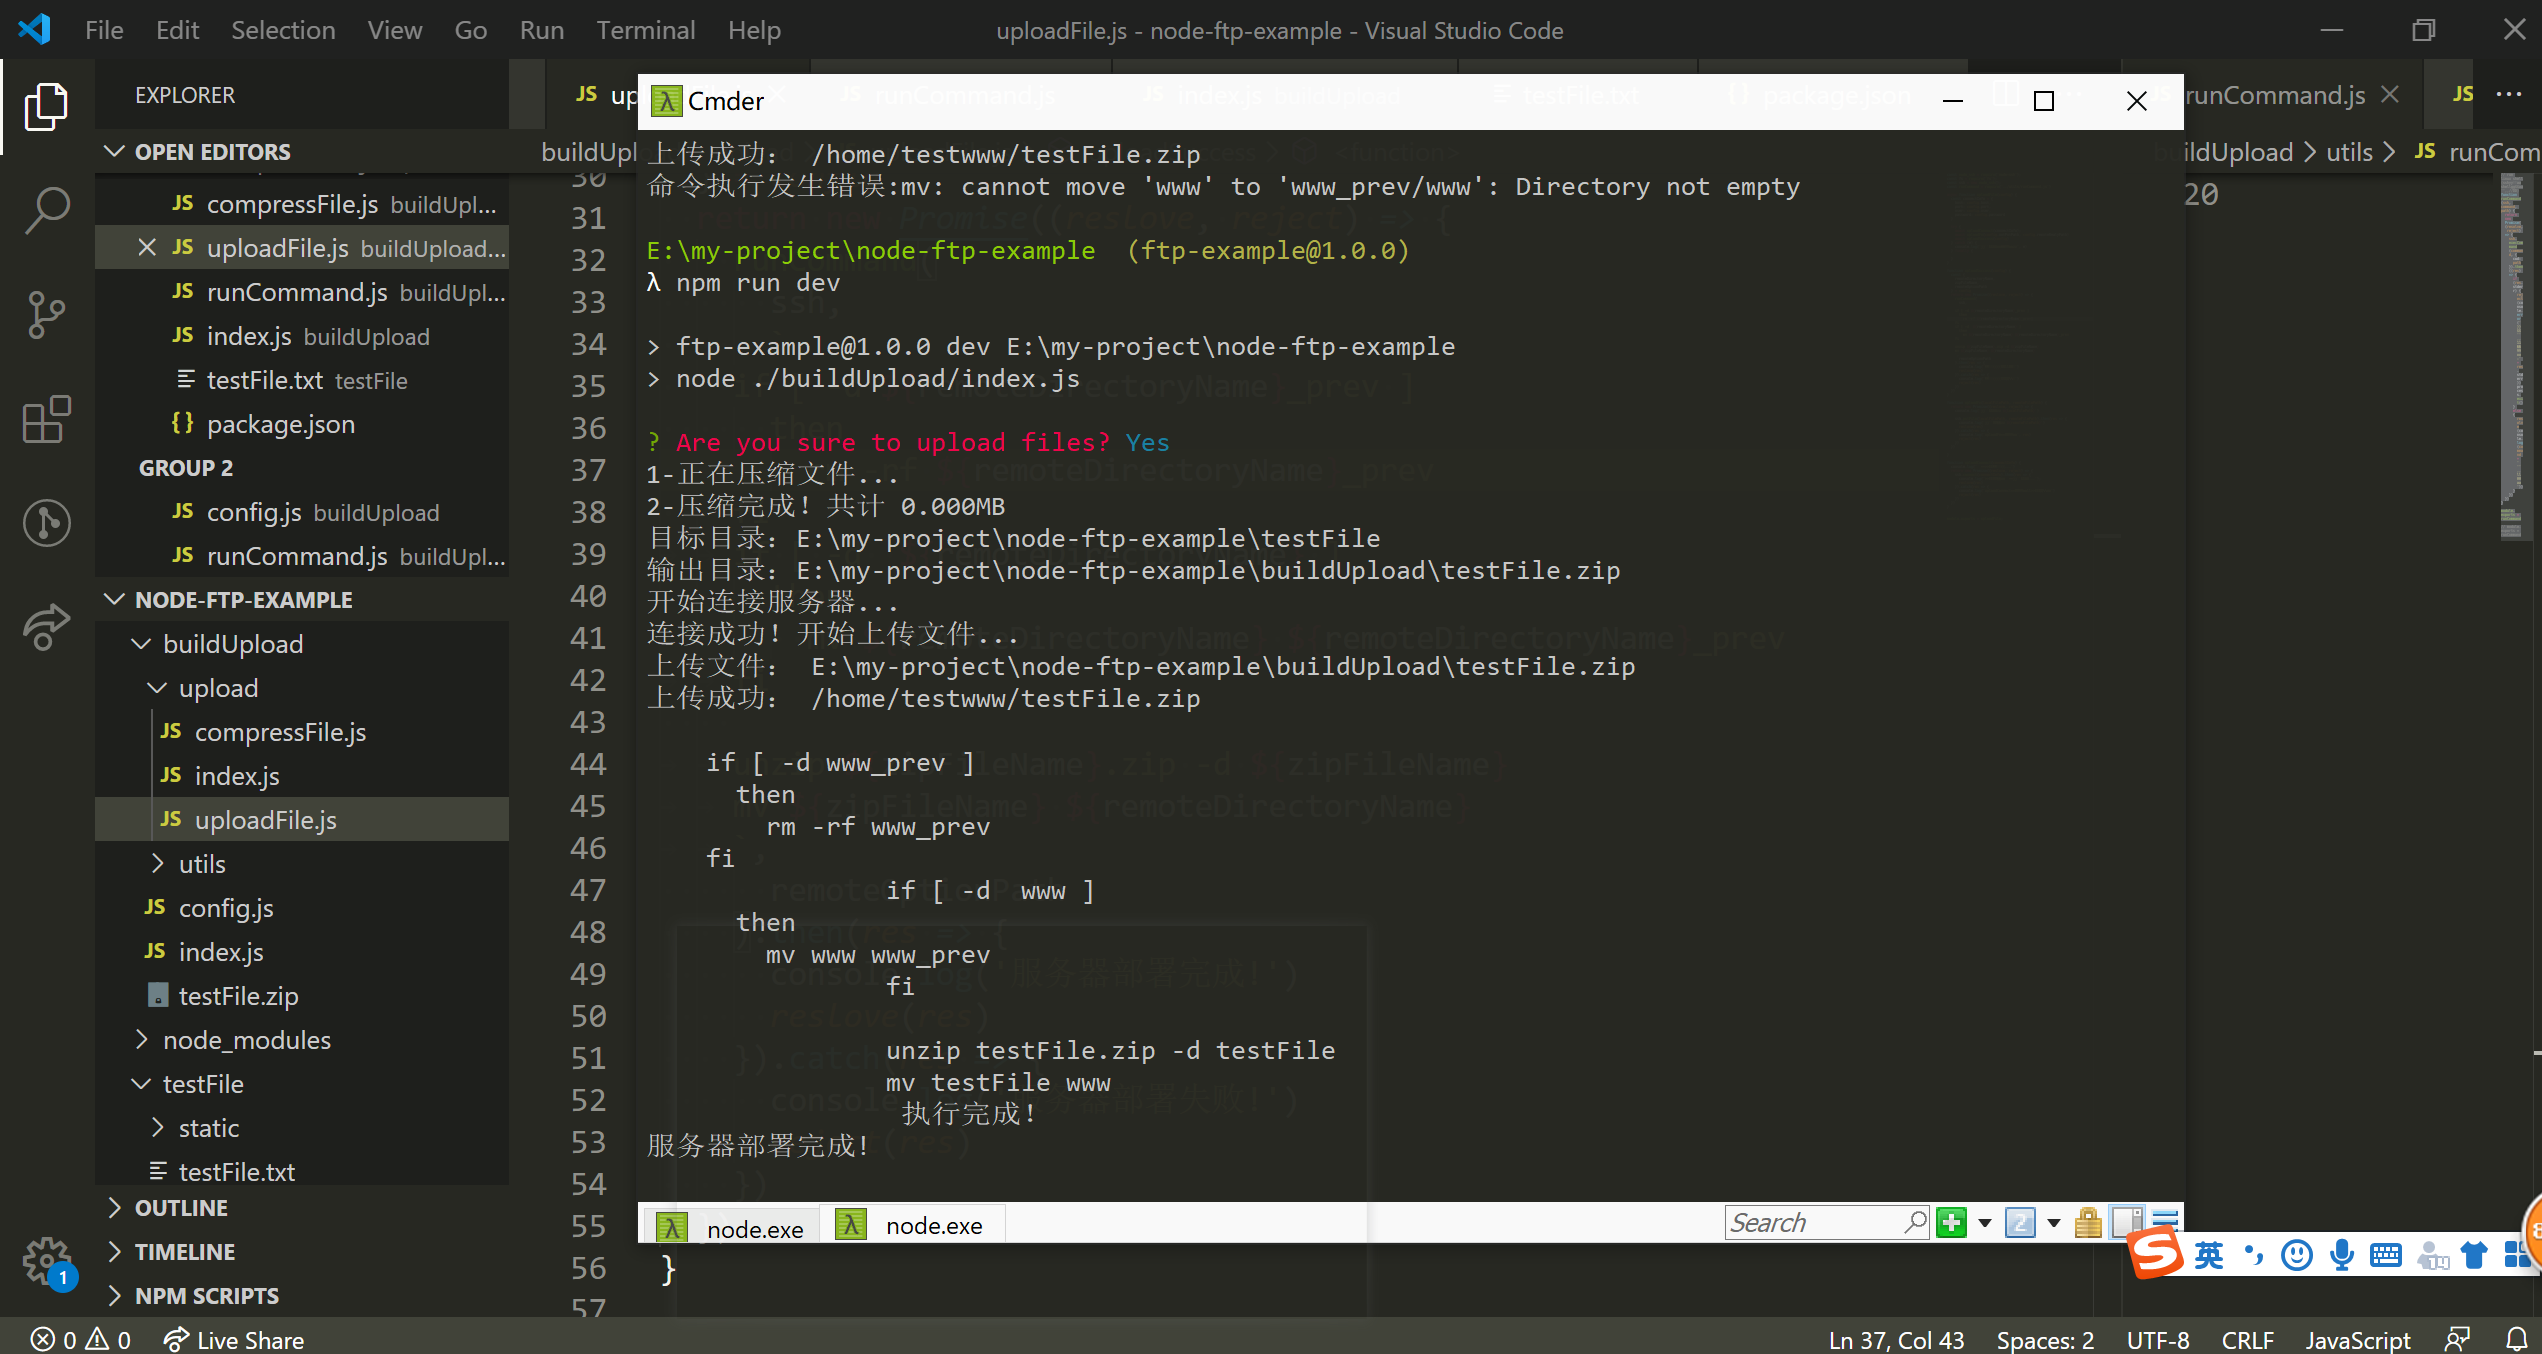 File Edit Selection View Go Run Terminal Help
uploadFile.js - node-ftp-example - Visual Studio Code
EXPLORER
OPEN EDITORS
JS compressFile.js buildUpl...
JS uploadFile.js buildUpload...
JS runCommand.js buildUpl...
JS index.js buildUpload
testFile.txt testFile
{} package.json
GROUP 2
JS config.js buildUpload
JS runCommand.js buildUpl...
NODE-FTP-EXAMPLE
buildUpload
upload
JS compressFile.js
JS index.js
JS uploadFile.js
utils
JS config.js
JS index.js
testFile.zip
node_modules
testFile
static
testFile.txt
OUTLINE
TIMELINE
NPM SCRIPTS
JS up
buildUpl
30
31
32
33
34
35
36
37
38
39
40
41
42
43
44
45
46
47
48
49
50
51
52
53
54
55
56 }
57
λ Cmder
上传成功： /home/testwww/testFile.zip
命令执行发生错误:mv: cannot move 'www' to 'www_prev/www': Directory not empty
E:\my-project\node-ftp-example (ftp-example@1.0.0)
λ npm run dev
> ftp-example@1.0.0 dev E:\my-project\node-ftp-example
> node ./buildUpload/index.js
? Are you sure to upload files? Yes
1-正在压缩文件...
2-压缩完成！共计 0.000MB
目标目录：E:\my-project\node-ftp-example\testFile
输出目录：E:\my-project\node-ftp-example\buildUpload\testFile.zip
开始连接服务器...
连接成功！开始上传文件...
上传文件： E:\my-project\node-ftp-example\buildUpload\testFile.zip
上传成功： /home/testwww/testFile.zip
if [ -d www_prev ]
then
rm -rf www_prev
fi
if [ -d  www ]
then
mv www www_prev
fi
unzip testFile.zip -d testFile
mv testFile www
执行完成！
服务器部署完成！
λ node.exe
λ node.exe
Search
2
runCommand.js
JS
ildUpload > utils > JS runCom
20
S 英
1
0 0 Live Share
Ln 37, Col 43 Spaces: 2 UTF-8 CRLF JavaScript